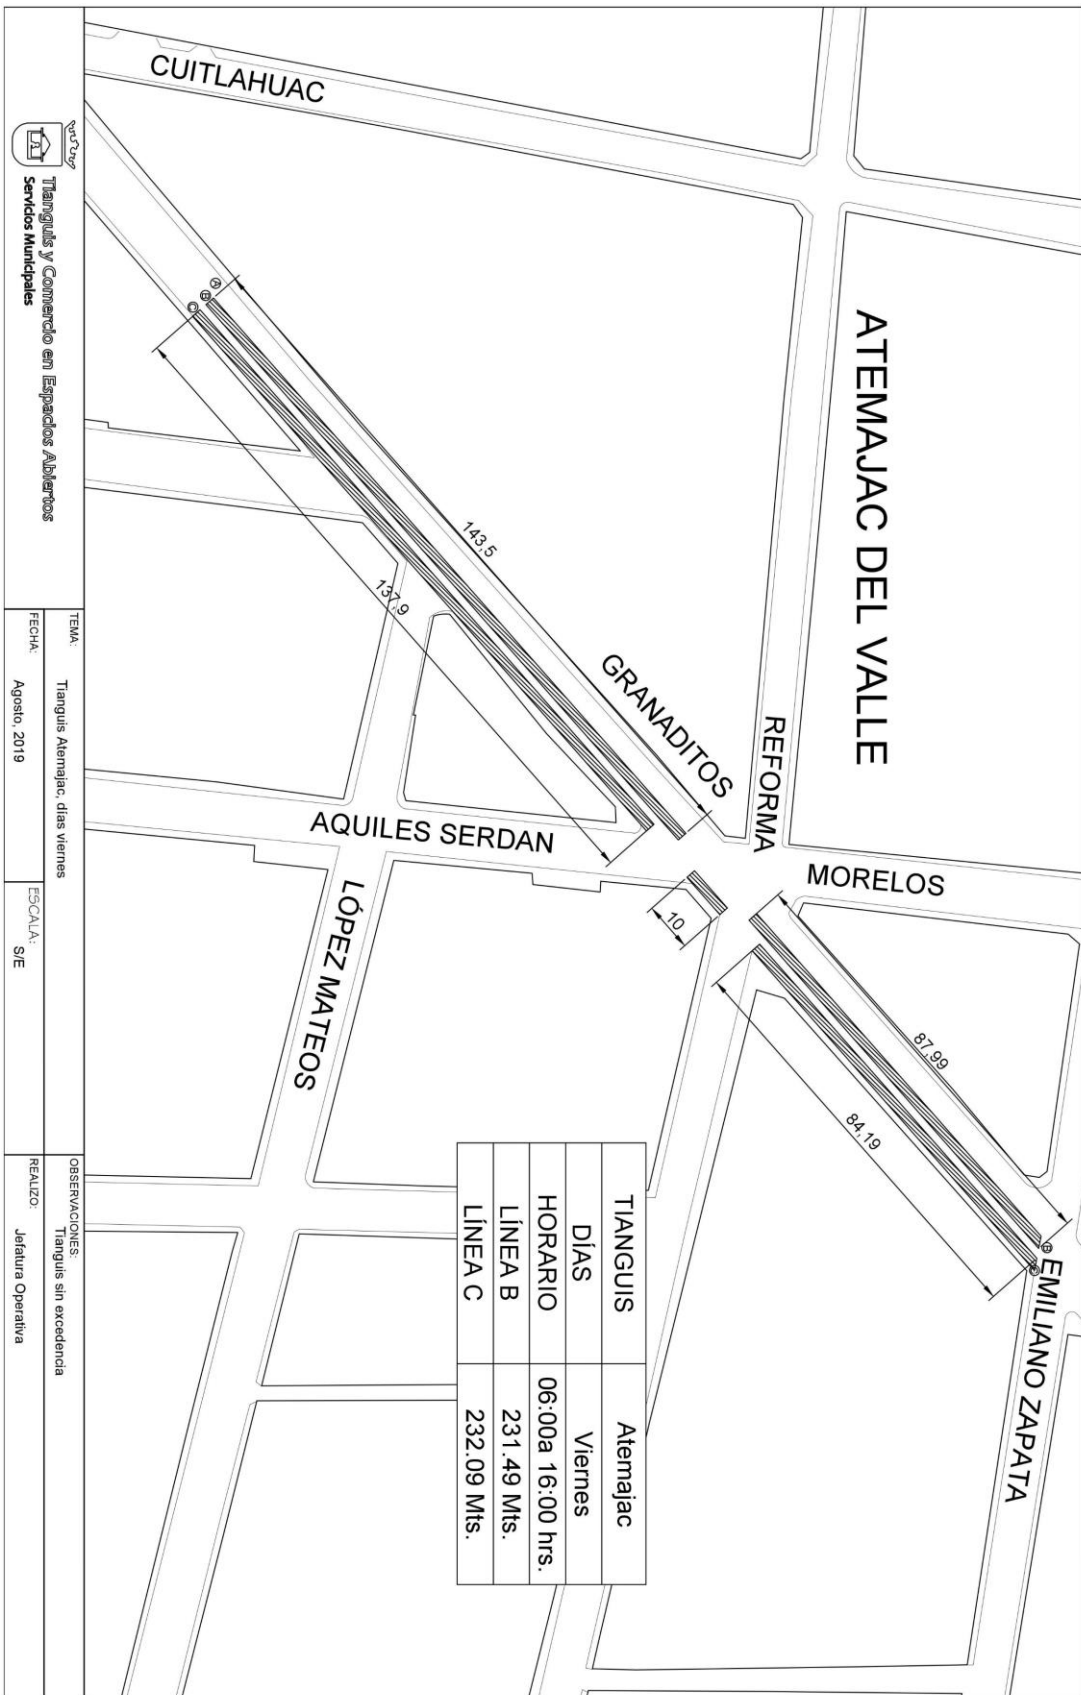 ATEMAJAC DEL VALLE
CUITLAHUAC
REFORMA
MORELOS
GRANADITOS
AQUILES SERDAN
LÓPEZ MATEOS
EMILIANO ZAPATA
143,5
137,9
10
87,99
84,19
A
B
C
B
C
TIANGUIS Atemajac
DÍAS Viernes
HORARIO 06:00a 16:00 hrs.
LÍNEA B 231.49 Mts.
LÍNEA C 232.09 Mts.
Tianguis y Comercio en Espacios Abiertos
Servicios Municipales
TEMA: Tianguis Atemajac, días viernes
FECHA: Agosto, 2019
ESCALA: S/E
OBSERVACIONES:
Tianguis sin excedencia
REALIZO: Jefatura Operativa